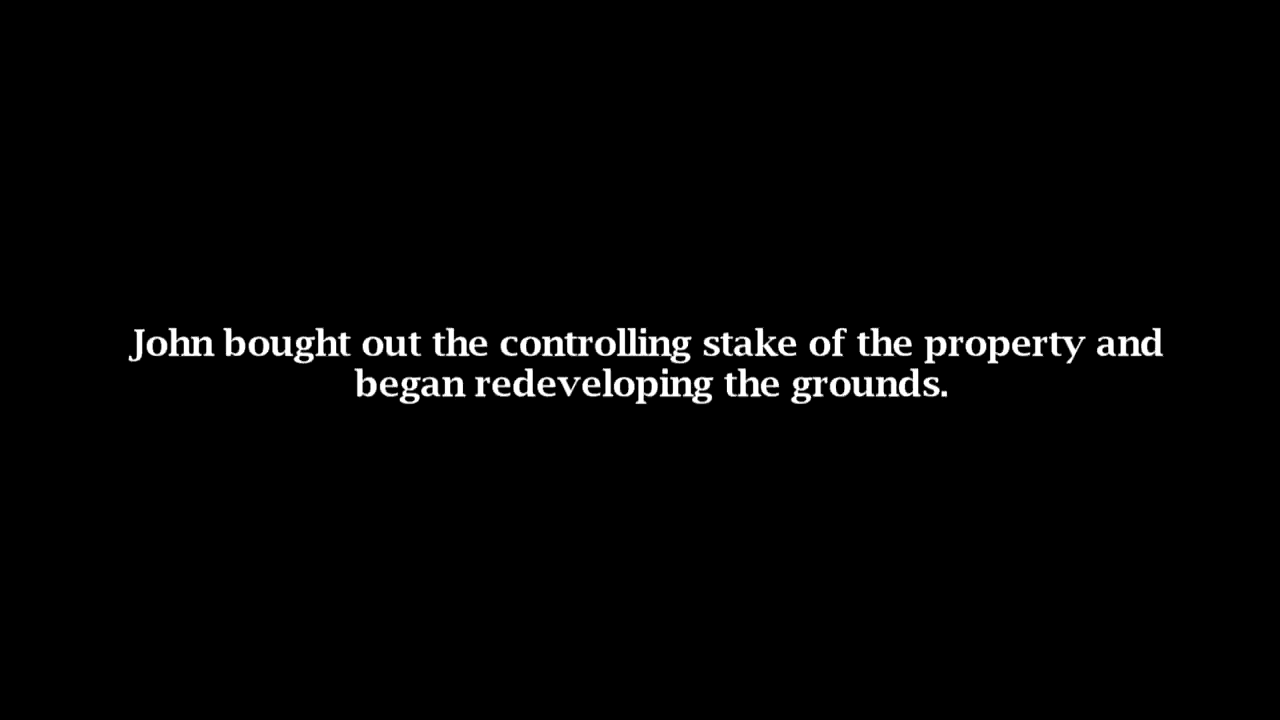 John bought out the controlling stake of the property and
began redeveloping the grounds.